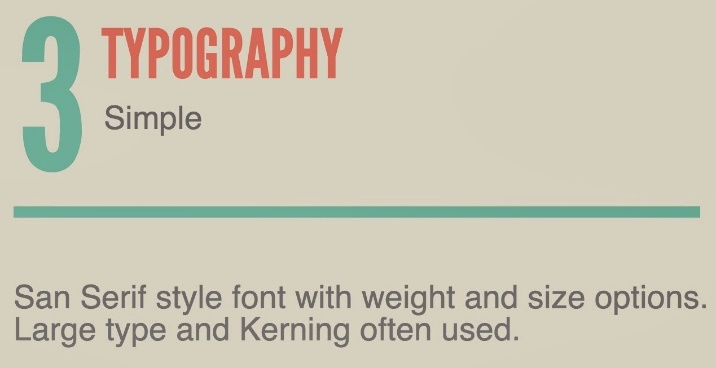 3 TYPOGRAPHY
Simple
San Serif style font with weight and size options.
Large type and Kerning often used.